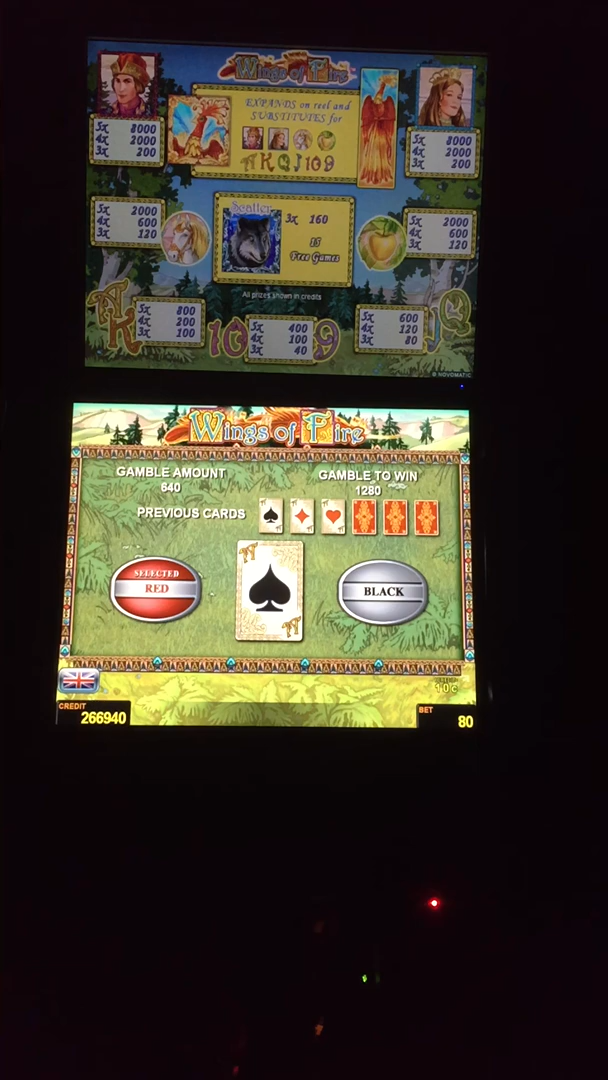 Wings of Fire
EXPANDS on reel and
SUBSTITUTES for
A K Q J 10 9
5x 8000
4x 2000
3x 200
5x 8000
4x 2000
3x 200
5x 2000
4x 600
3x 120
Scatter
3x 160
15
Free Games
5x 2000
4x 600
3x 120
All prizes shown in credits
A K
5x 800
4x 200
3x 100
10
5x 400
4x 100
3x 40
9
5x 600
4x 120
3x 80
J Q
© NOVOMATIC
Wings of Fire
GAMBLE AMOUNT
640
GAMBLE TO WIN
1280
PREVIOUS CARDS
SELECTED
RED
BLACK
10¢
CREDIT
266940
BET
80